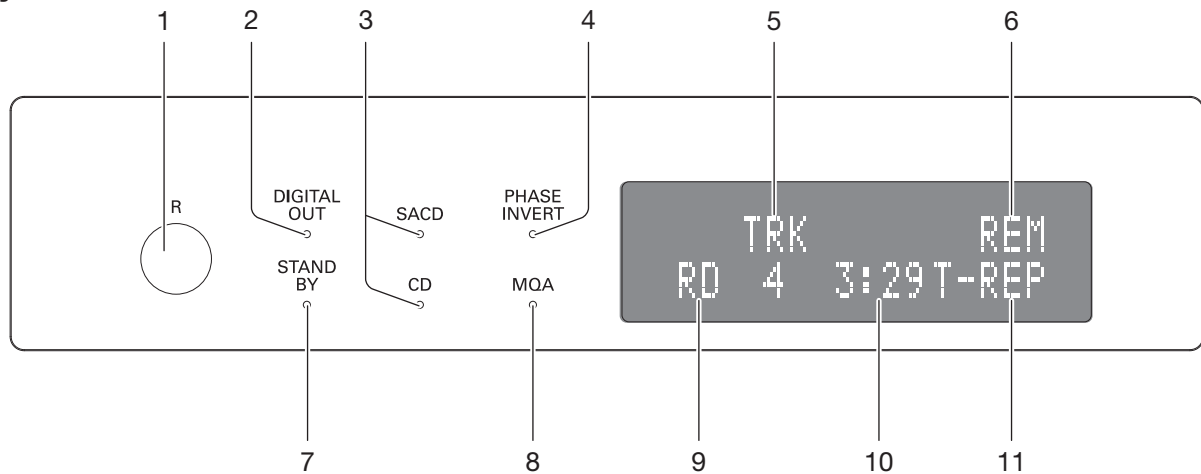 1 2 3 4 5 6
R
DIGITAL
OUT
SACD
PHASE
INVERT
STAND
BY
CD
MQA
TRK REM
RD 4 3:29 T-REP
7 8 9 10 11